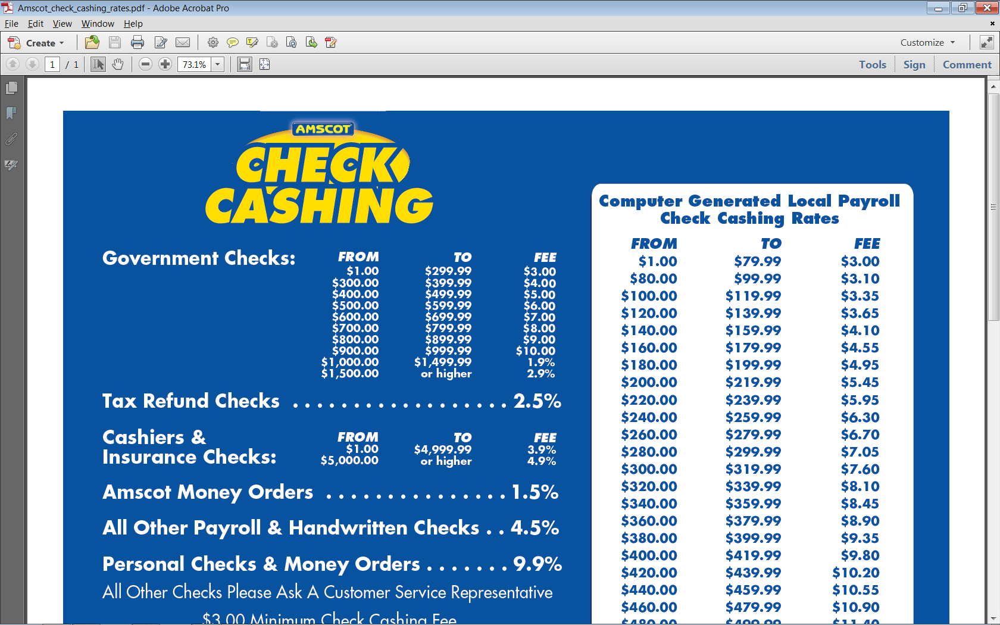 Amscot_check_cashing_rates.pdf - Adobe Acrobat Pro
File Edit View Window Help
Create
Customize
1 / 1
73.1%
Tools Sign Comment
AMSCOT
CHECK
CASHING
Government Checks: FROM TO FEE
$1.00 $299.99 $3.00
$300.00 $399.99 $4.00
$400.00 $499.99 $5.00
$500.00 $599.99 $6.00
$600.00 $699.99 $7.00
$700.00 $799.99 $8.00
$800.00 $899.99 $9.00
$900.00 $999.99 $10.00
$1,000.00 $1,499.99 1.9%
$1,500.00 or higher 2.9%
Tax Refund Checks . . . . . . . . . . . . . . . . . . 2.5%
Cashiers &
Insurance Checks:
FROM TO FEE
$1.00 $4,999.99 3.9%
$5,000.00 or higher 4.9%
Amscot Money Orders . . . . . . . . . . . . . . . 1.5%
All Other Payroll & Handwritten Checks . . 4.5%
Personal Checks & Money Orders . . . . . . . 9.9%
All Other Checks Please Ask A Customer Service Representative
$3.00 Minimum Check Cashing Fee
Computer Generated Local Payroll
Check Cashing Rates
FROM TO FEE
$1.00 $79.99 $3.00
$80.00 $99.99 $3.10
$100.00 $119.99 $3.35
$120.00 $139.99 $3.65
$140.00 $159.99 $4.10
$160.00 $179.99 $4.55
$180.00 $199.99 $4.95
$200.00 $219.99 $5.45
$220.00 $239.99 $5.95
$240.00 $259.99 $6.30
$260.00 $279.99 $6.70
$280.00 $299.99 $7.05
$300.00 $319.99 $7.60
$320.00 $339.99 $8.10
$340.00 $359.99 $8.45
$360.00 $379.99 $8.90
$380.00 $399.99 $9.35
$400.00 $419.99 $9.80
$420.00 $439.99 $10.20
$440.00 $459.99 $10.55
$460.00 $479.99 $10.90
$480.00 $499.99 $11.40